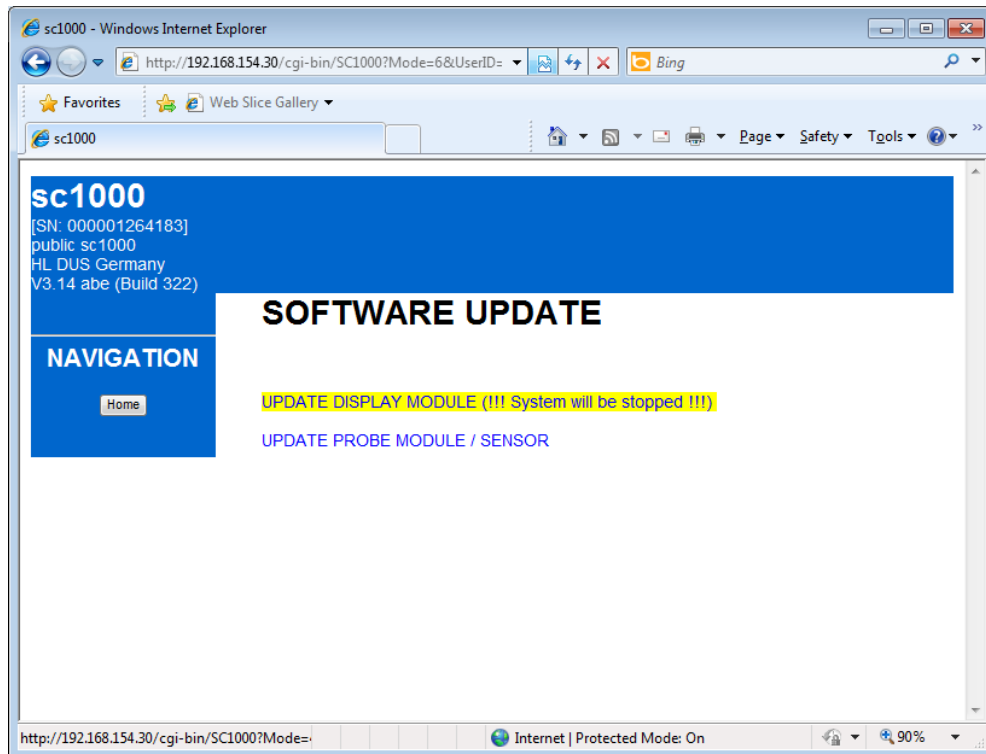 sc1000 - Windows Internet Explorer
http://192.168.154.30/cgi-bin/SC1000?Mode=6&UserID=
Bing
Favorites
Web Slice Gallery
sc1000
Page
Safety
Tools
sc1000
[SN: 000001264183]
public sc1000
HL DUS Germany
V3.14 abe (Build 322)
SOFTWARE UPDATE
NAVIGATION
Home
UPDATE DISPLAY MODULE (!!! System will be stopped !!!)
UPDATE PROBE MODULE / SENSOR
http://192.168.154.30/cgi-bin/SC1000?Mode=
Internet | Protected Mode: On
90%